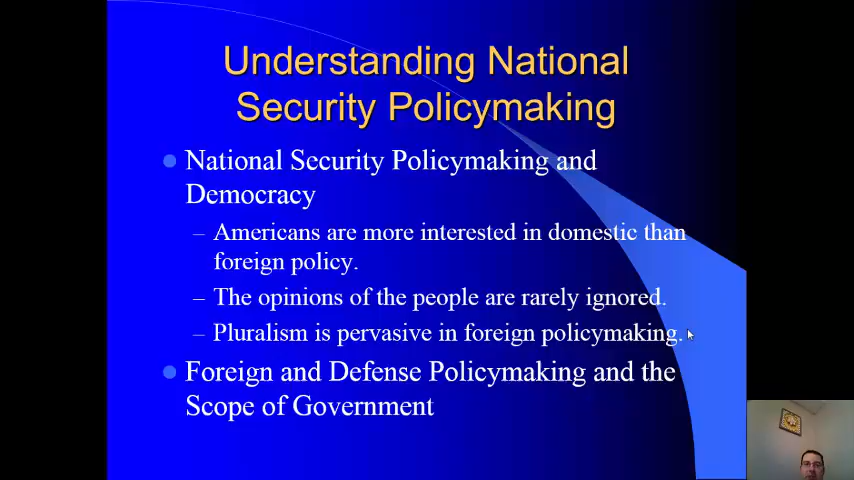 Understanding National
Security Policymaking
National Security Policymaking and
Democracy
– Americans are more interested in domestic than
foreign policy.
– The opinions of the people are rarely ignored.
– Pluralism is pervasive in foreign policymaking.
Foreign and Defense Policymaking and the
Scope of Government